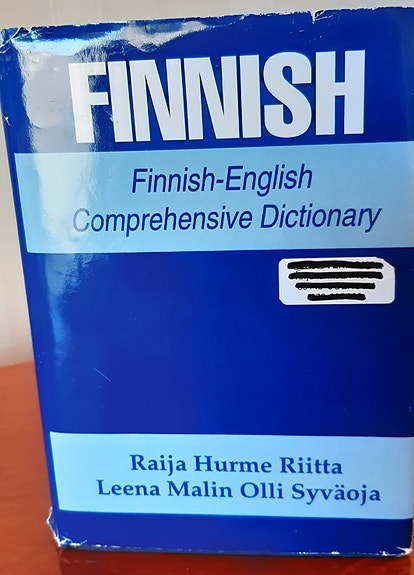 FINNISH
Finnish-English
Comprehensive Dictionary
Raija Hurme Riitta
Leena Malin Olli Syväoja